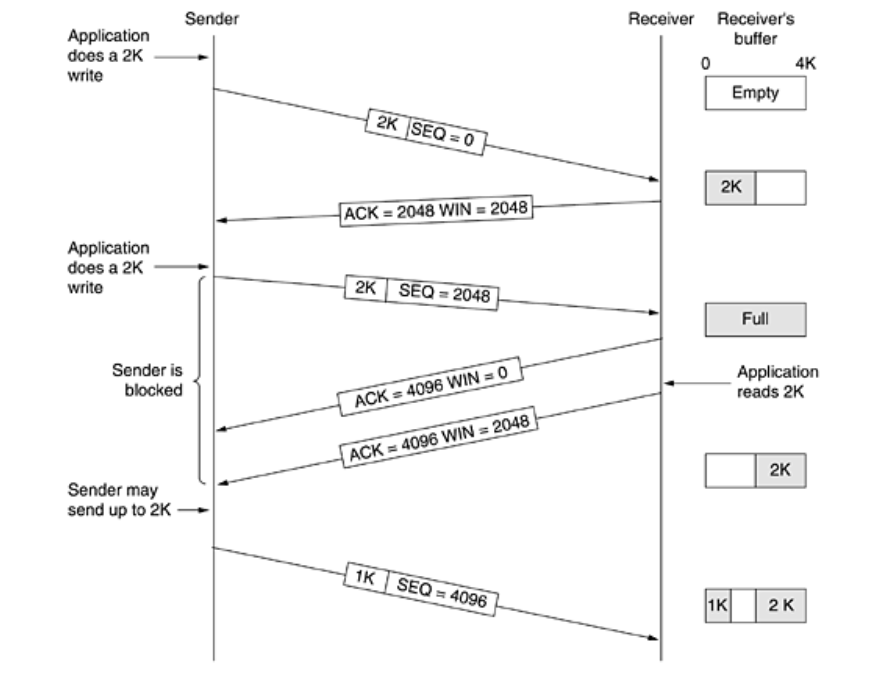 Sender
Receiver
Receiver's
buffer
Application
does a 2K
write
0
4K
Empty
2K
SEQ = 0
2K
ACK = 2048 WIN = 2048
Application
does a 2K
write
2K
SEQ = 2048
Full
Sender is
blocked
ACK = 4096 WIN = 0
Application
reads 2K
ACK = 4096 WIN = 2048
2K
Sender may
send up to 2K
1K
SEQ = 4096
1K
2 K